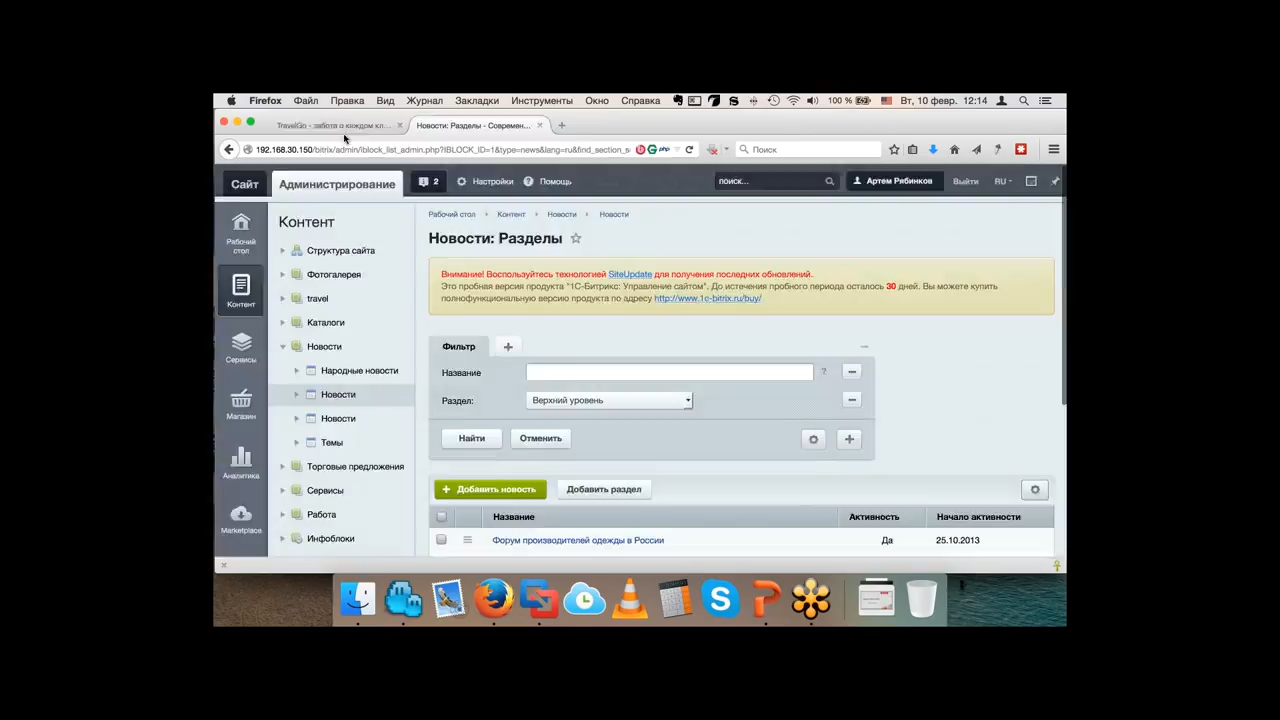 Firefox Файл Правка Вид Журнал Закладки Инструменты Окно Справка 100 % Вт, 10 февр. 12:14
TravelGo - забота о каждом кл... Новости: Разделы - Современ...
192.168.30.150/bitrix/admin/iblock_list_admin.php?IBLOCK_ID=1&type=news&lang=ru&find_section_s php Поиск
Сайт Администрирование 2 Настройки Помощь поиск... Артем Рябинков Выйти RU
Рабочий стол
Контент
Сервисы
Магазин
Аналитика
Marketplace
Контент
Структура сайта
Фотогалерея
travel
Каталоги
Новости
Народные новости
Новости
Новости
Темы
Торговые предложения
Сервисы
Работа
Инфоблоки
Рабочий стол Контент Новости Новости
Новости: Разделы
Внимание! Воспользуйтесь технологией SiteUpdate для получения последних обновлений.
Это пробная версия продукта "1С-Битрикс: Управление сайтом". До истечения пробного периода осталось 30 дней. Вы можете купить
полнофункциональную версию продукта по адресу http://www.1c-bitrix.ru/buy/
Фильтр
Название ?
Раздел: Верхний уровень
Найти Отменить
Добавить новость Добавить раздел
Название Активность Начало активности
Форум производителей одежды в России Да 25.10.2013